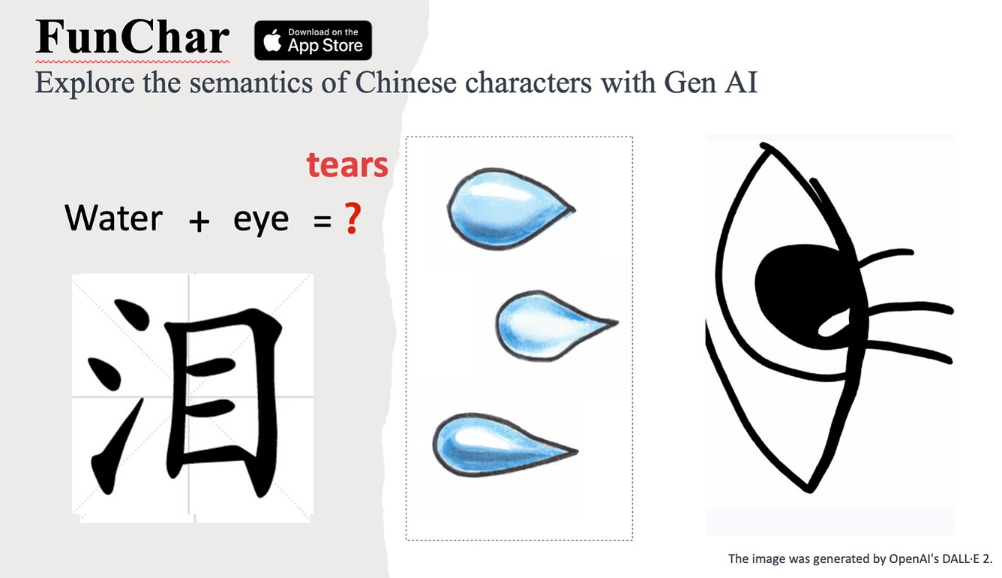 FunChar
Download on the
App Store
Explore the semantics of Chinese characters with Gen AI
tears
Water + eye = ?
泪
The image was generated by OpenAI's DALL·E 2.